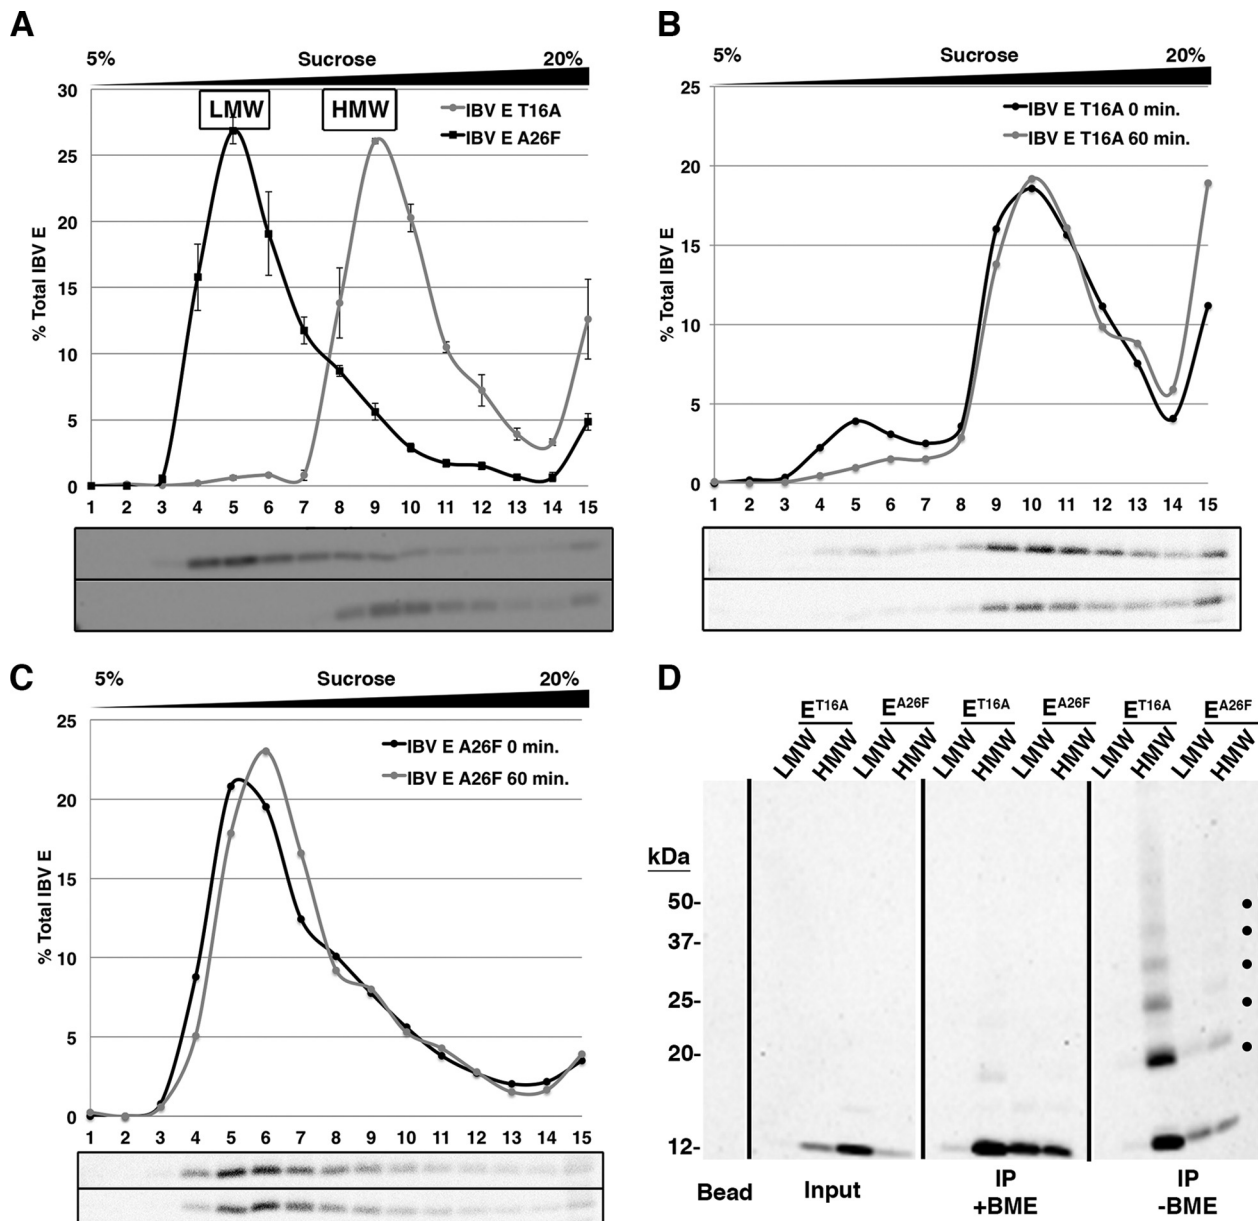 A
5% Sucrose 20%
LMW HMW
IBV E T16A
IBV E A26F
% Total IBV E
30
25
20
15
10
5
0
1 2 3 4 5 6 7 8 9 10 11 12 13 14 15
B
5% Sucrose 20%
IBV E T16A 0 min.
IBV E T16A 60 min.
% Total IBV E
25
20
15
10
5
0
1 2 3 4 5 6 7 8 9 10 11 12 13 14 15
C
5% Sucrose 20%
IBV E A26F 0 min.
IBV E A26F 60 min.
% Total IBV E
25
20
15
10
5
0
1 2 3 4 5 6 7 8 9 10 11 12 13 14 15
D
E^T16A E^A26F E^T16A E^A26F E^T16A E^A26F
LMW HMW LMW HMW LMW HMW LMW HMW LMW HMW LMW HMW
kDa
50-
37-
25-
20-
12-
Bead Input IP IP
+BME -BME